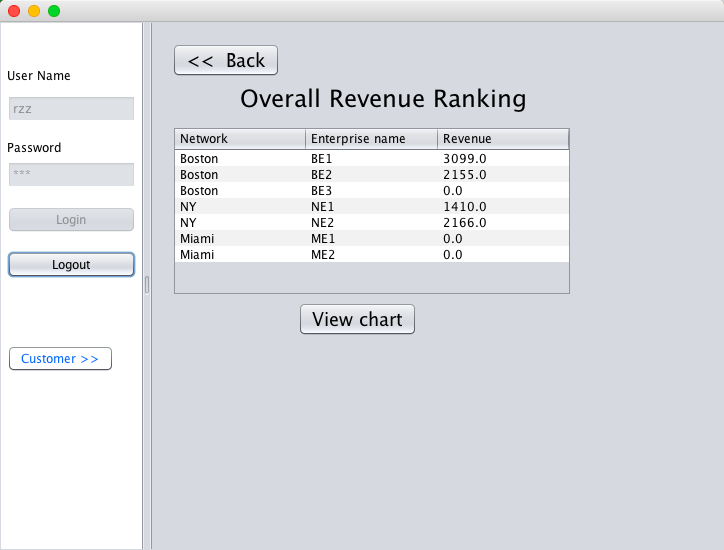 User Name
rzz
Password
***
Login
Logout
Customer >>
<< Back
Overall Revenue Ranking
Network Enterprise name Revenue
Boston BE1 3099.0
Boston BE2 2155.0
Boston BE3 0.0
NY NE1 1410.0
NY NE2 2166.0
Miami ME1 0.0
Miami ME2 0.0
View chart